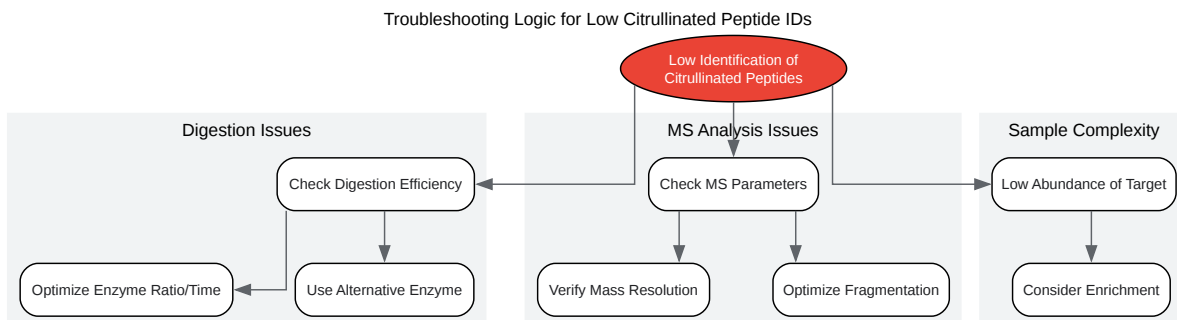 Troubleshooting Logic for Low Citrullinated Peptide IDs
Low Identification of
Citrullinated Peptides
Digestion Issues
MS Analysis Issues
Sample Complexity
Check Digestion Efficiency
Check MS Parameters
Low Abundance of Target
Optimize Enzyme Ratio/Time
Use Alternative Enzyme
Verify Mass Resolution
Optimize Fragmentation
Consider Enrichment